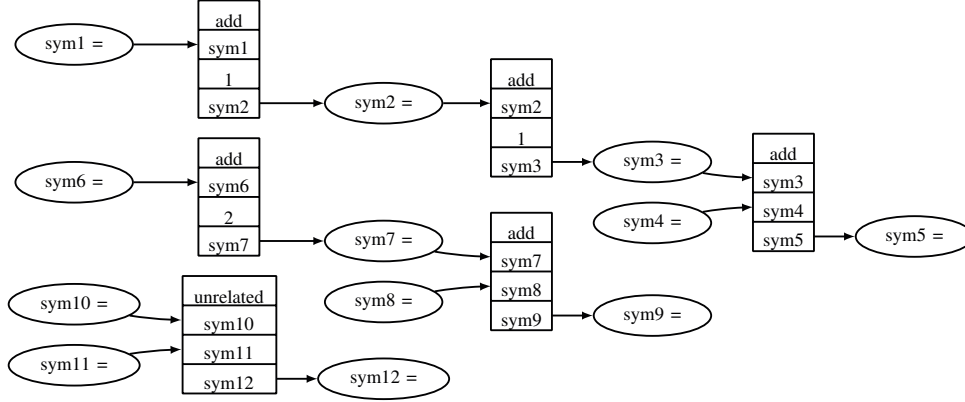 sym1 =
add
sym1
1
sym2
sym2 =
add
sym2
1
sym3
sym3 =
sym4 =
add
sym3
sym4
sym5
sym5 =
sym6 =
add
sym6
2
sym7
sym7 =
sym8 =
add
sym7
sym8
sym9
sym9 =
sym10 =
sym11 =
unrelated
sym10
sym11
sym12
sym12 =